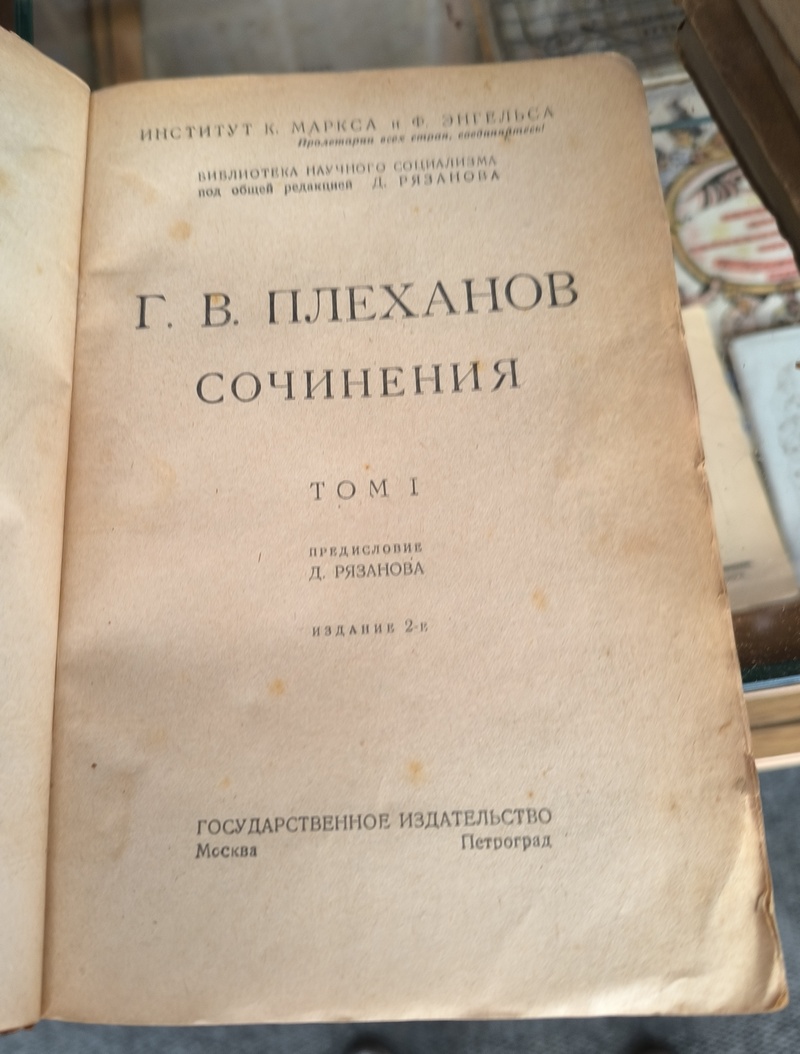 ИНСТИТУТ К. МАРКСА и Ф. ЭНГЕЛЬСА
Пролетарии всех стран, соединяйтесь!
БИБЛИОТЕКА НАУЧНОГО СОЦИАЛИЗМА
под общей редакцией Д. РЯЗАНОВА
Г. В. ПЛЕХАНОВ
СОЧИНЕНИЯ
ТОМ I
ПРЕДИСЛОВИЕ
Д. РЯЗАНОВА
ИЗДАНИЕ 2-Е
ГОСУДАРСТВЕННОЕ ИЗДАТЕЛЬСТВО
Москва Петроград